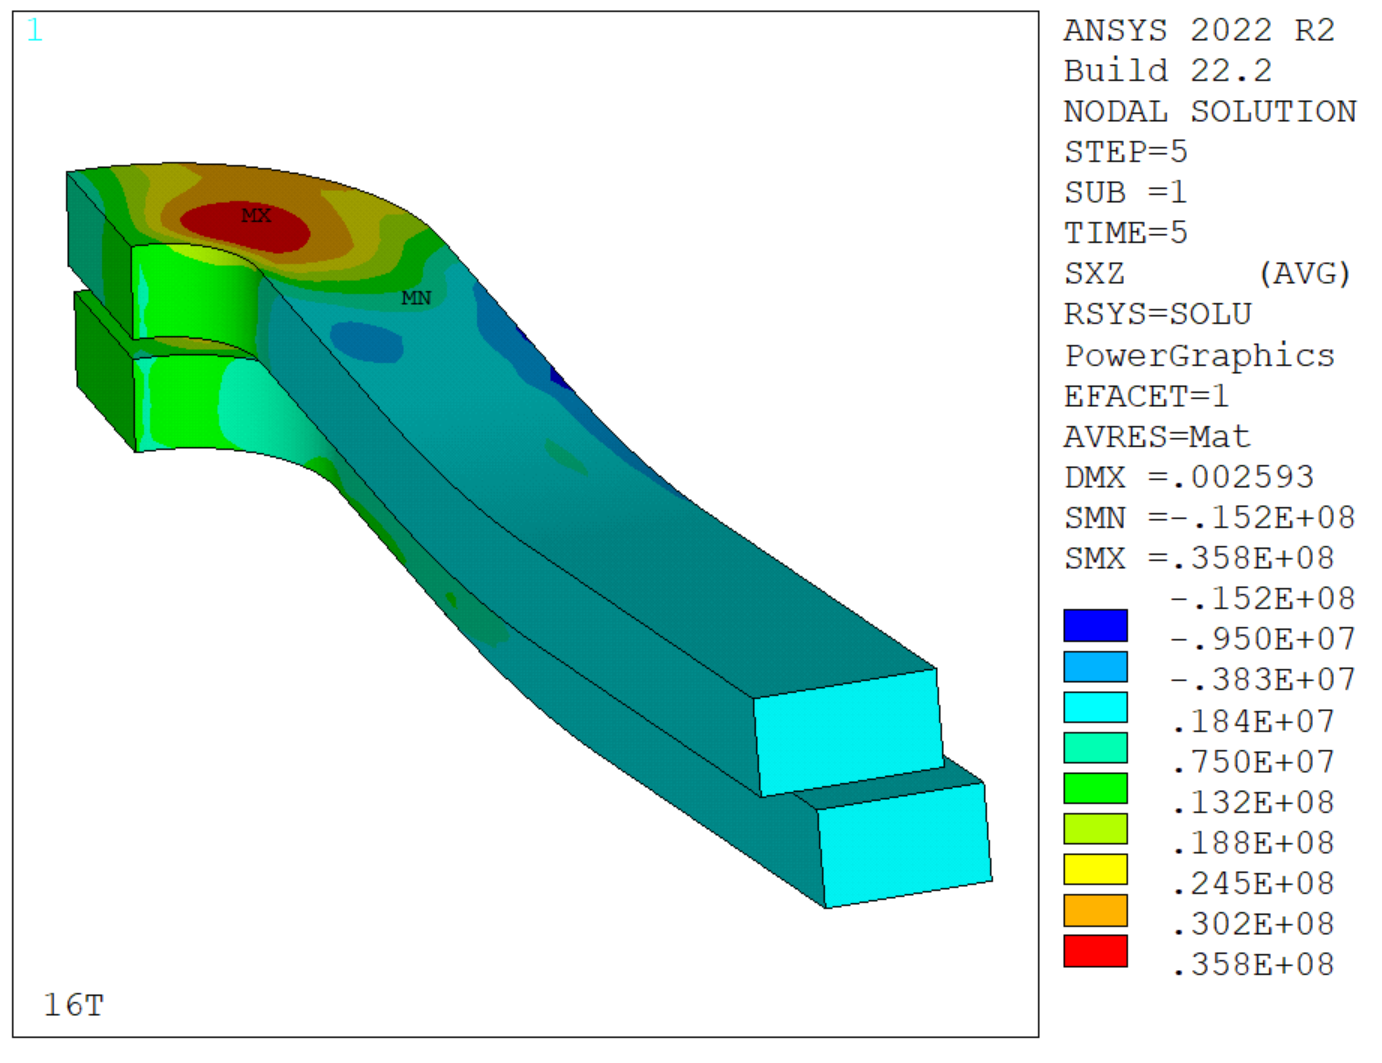 1
MX
MN
16T
ANSYS 2022 R2
Build 22.2
NODAL SOLUTION
STEP=5
SUB =1
TIME=5
SXZ (AVG)
RSYS=SOLU
PowerGraphics
EFACET=1
AVRES=Mat
DMX =.002593
SMN =-.152E+08
SMX =.358E+08
-.152E+08
-.950E+07
-.383E+07
.184E+07
.750E+07
.132E+08
.188E+08
.245E+08
.302E+08
.358E+08